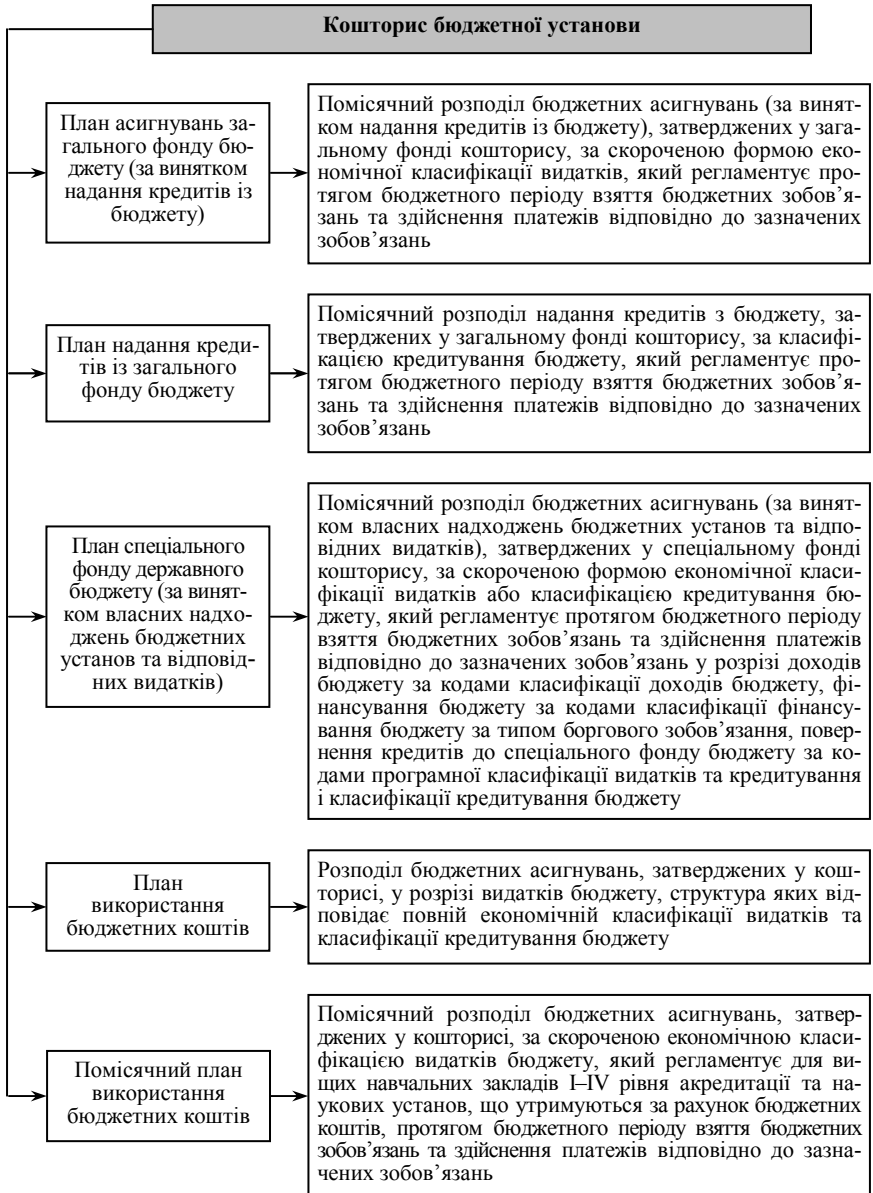 Кошторис бюджетної установи
План асигнувань за-
гального фонду бю-
джету (за винятком
надання кредитів із
бюджету)
Помісячний розподіл бюджетних асигнувань (за винят-
ком надання кредитів із бюджету), затверджених у зага-
льному фонді кошторису, за скороченою формою еко-
номічної класифікації видатків, який регламентує про-
тягом бюджетного періоду взяття бюджетних зобов’я-
зань та здійснення платежів відповідно до зазначених
зобов’язань
План надання креди-
тів із загального
фонду бюджету
Помісячний розподіл надання кредитів з бюджету, за-
тверджених у загальному фонді кошторису, за класифі-
кацією кредитування бюджету, який регламентує про-
тягом бюджетного періоду взяття бюджетних зобов’я-
зань та здійснення платежів відповідно до зазначених
зобов’язань
План спеціального
фонду державного
бюджету (за винят-
ком власних надхо-
джень бюджетних
установ та відповід-
них видатків)
Помісячний розподіл бюджетних асигнувань (за винят-
ком власних надходжень бюджетних установ та відпо-
відних видатків), затверджених у спеціальному фонді
кошторису, за скороченою формою економічної класи-
фікації видатків або класифікацією кредитування бю-
джету, який регламентує протягом бюджетного періоду
взяття бюджетних зобов’язань та здійснення платежів
відповідно до зазначених зобов’язань у розрізі доходів
бюджету за кодами класифікації доходів бюджету, фі-
нансування бюджету за кодами класифікації фінансу-
вання бюджету за типом боргового зобов’язання, повер-
нення кредитів до спеціального фонду бюджету за ко-
дами програмної класифікації видатків та кредитування
і класифікації кредитування бюджету
План
використання
бюджетних коштів
Розподіл бюджетних асигнувань, затверджених у кош-
торисі, у розрізі видатків бюджету, структура яких від-
повідає повній економічній класифікації видатків та
класифікації кредитування бюджету
Помісячний план
використання
бюджетних коштів
Помісячний розподіл бюджетних асигнувань, затвер-
джених у кошторисі, за скороченою економічною класи-
фікацією видатків бюджету, який регламентує для ви-
щих навчальних закладів І–ІV рівня акредитації та на-
укових установ, що утримуються за рахунок бюджетних
коштів, протягом бюджетного періоду взяття бюджетних
зобов’язань та здійснення платежів відповідно до зазна-
чених зобов’язань